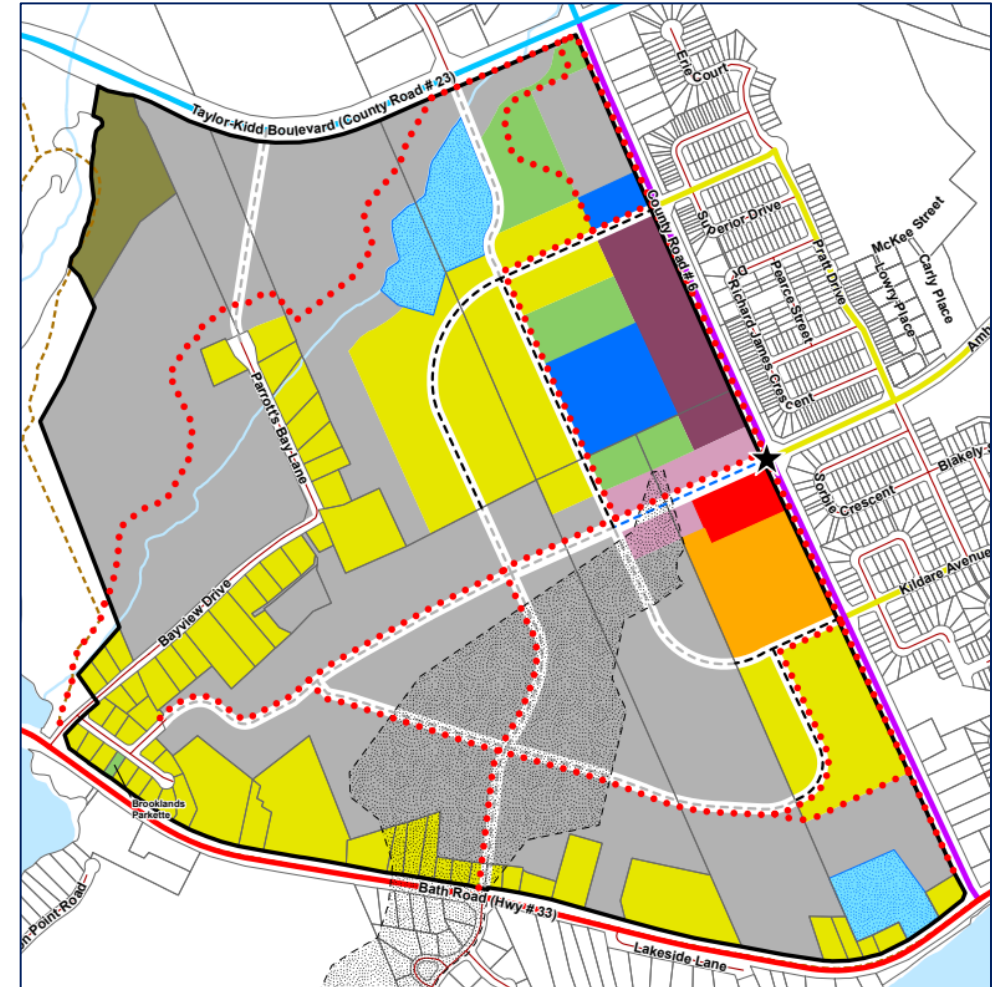 Erie Court
Taylor-Kidd Boulevard (County Road # 23)
County Road # 6
Superior Drive
Pratt Drive
McKee Street
Carly Place
Lowry Place
Pearce Street
Richard James Crescent
Amh
Parrott's Bay Lane
Blakely
Sorbie Crescent
Kildare Avenue
Bayview Drive
Brooklands
Parkette
Bath Road (Hwy # 33)
Lakeside Lane
on Point Road